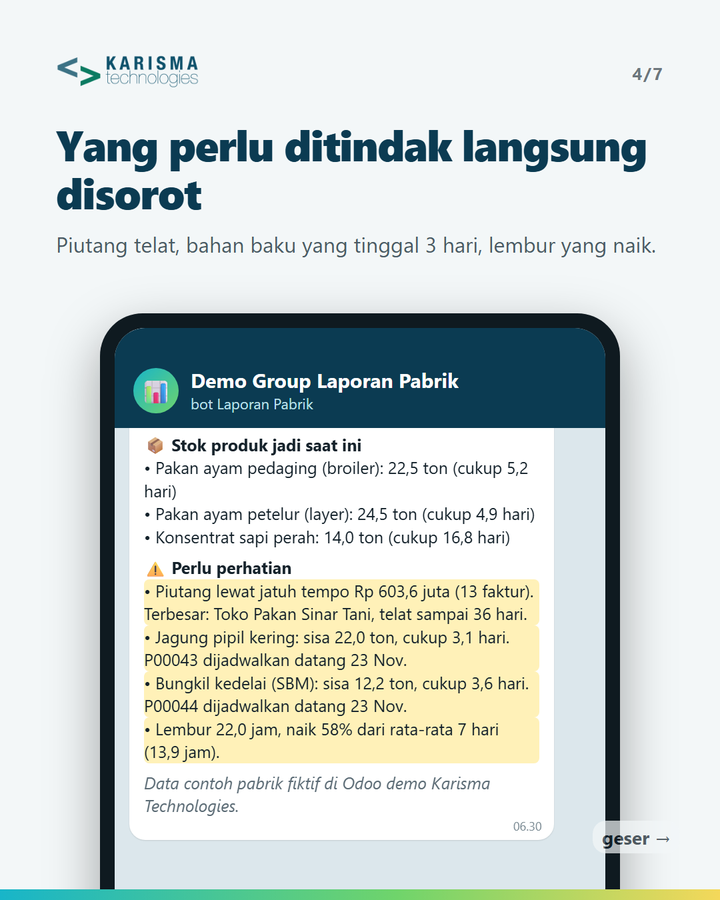 KARISMA
technologies
4/7
Yang perlu ditindak langsung
disorot
Piutang telat, bahan baku yang tinggal 3 hari, lembur yang naik.
Demo Group Laporan Pabrik
bot Laporan Pabrik
📦 Stok produk jadi saat ini
• Pakan ayam pedaging (broiler): 22,5 ton (cukup 5,2
hari)
• Pakan ayam petelur (layer): 24,5 ton (cukup 4,9 hari)
• Konsentrat sapi perah: 14,0 ton (cukup 16,8 hari)
⚠️ Perlu perhatian
• Piutang lewat jatuh tempo Rp 603,6 juta (13 faktur).
Terbesar: Toko Pakan Sinar Tani, telat sampai 36 hari.
• Jagung pipil kering: sisa 22,0 ton, cukup 3,1 hari.
P00043 dijadwalkan datang 23 Nov.
• Bungkil kedelai (SBM): sisa 12,2 ton, cukup 3,6 hari.
P00044 dijadwalkan datang 23 Nov.
• Lembur 22,0 jam, naik 58% dari rata-rata 7 hari
(13,9 jam).
Data contoh pabrik fiktif di Odoo demo Karisma
Technologies.
06.30
geser →